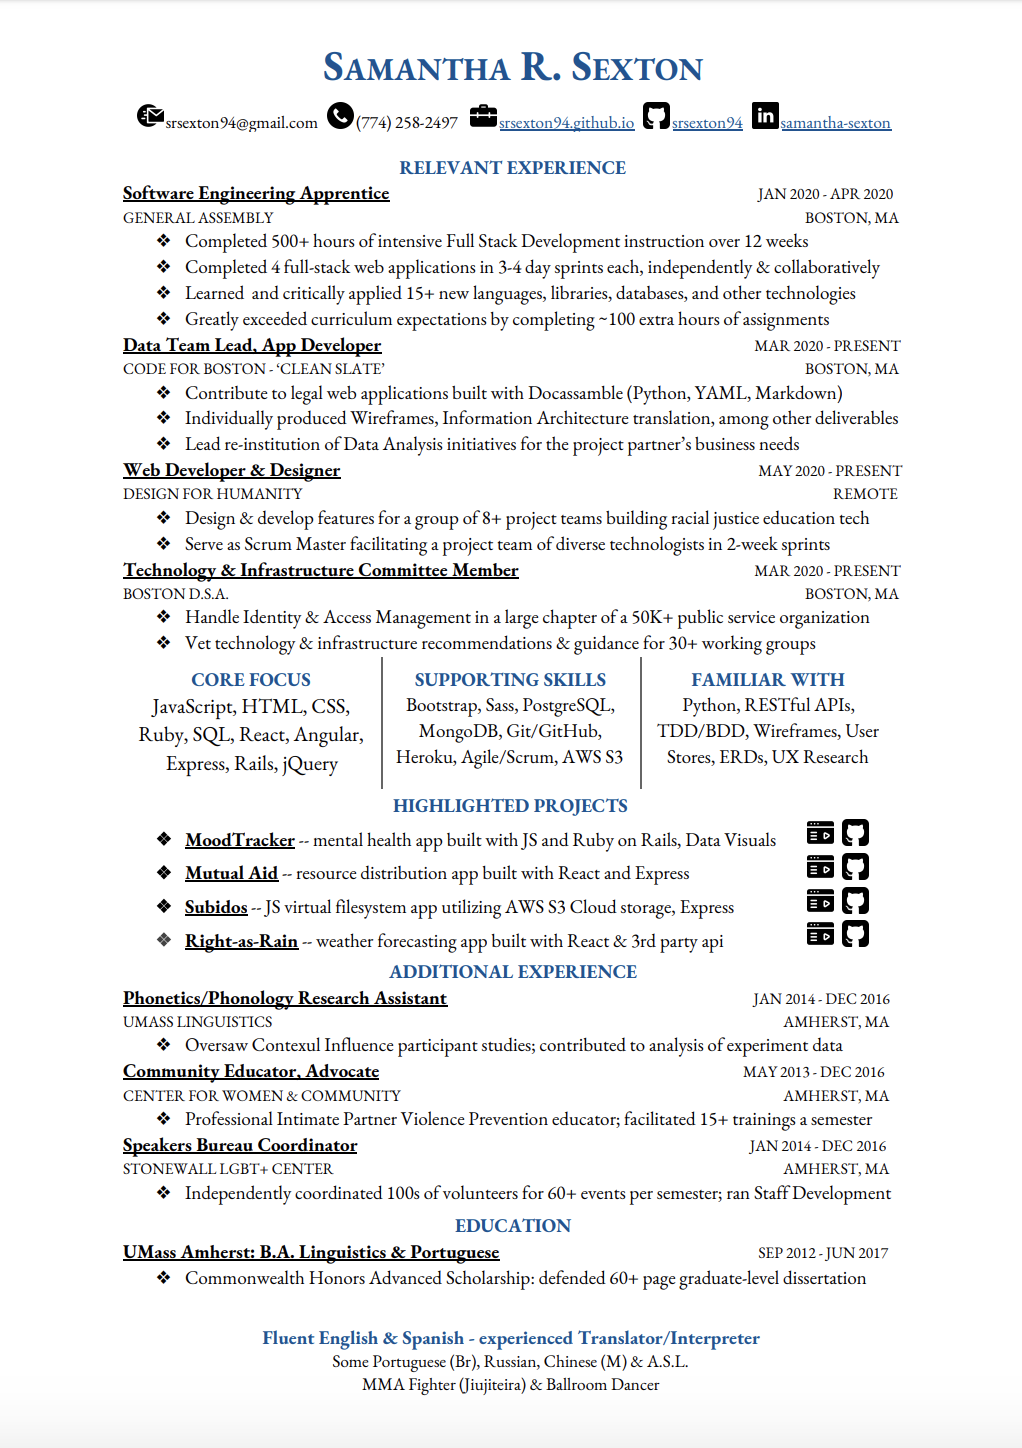 SAMANTHA R. SEXTON
srsexton94@gmail.com (774) 258-2497 srsexton94.github.io srsexton94 samantha-sexton
RELEVANT EXPERIENCE
Software Engineering Apprentice JAN 2020 - APR 2020
GENERAL ASSEMBLY BOSTON, MA
❖ Completed 500+ hours of intensive Full Stack Development instruction over 12 weeks
❖ Completed 4 full-stack web applications in 3-4 day sprints each, independently & collaboratively
❖ Learned and critically applied 15+ new languages, libraries, databases, and other technologies
❖ Greatly exceeded curriculum expectations by completing ~100 extra hours of assignments
Data Team Lead, App Developer MAR 2020 - PRESENT
CODE FOR BOSTON - ‘CLEAN SLATE’ BOSTON, MA
❖ Contribute to legal web applications built with Docassamble (Python, YAML, Markdown)
❖ Individually produced Wireframes, Information Architecture translation, among other deliverables
❖ Lead re-institution of Data Analysis initiatives for the project partner’s business needs
Web Developer & Designer MAY 2020 - PRESENT
DESIGN FOR HUMANITY REMOTE
❖ Design & develop features for a group of 8+ project teams building racial justice education tech
❖ Serve as Scrum Master facilitating a project team of diverse technologists in 2-week sprints
Technology & Infrastructure Committee Member MAR 2020 - PRESENT
BOSTON D.S.A. BOSTON, MA
❖ Handle Identity & Access Management in a large chapter of a 50K+ public service organization
❖ Vet technology & infrastructure recommendations & guidance for 30+ working groups
CORE FOCUS
JavaScript, HTML, CSS,
Ruby, SQL, React, Angular,
Express, Rails, jQuery
SUPPORTING SKILLS
Bootstrap, Sass, PostgreSQL,
MongoDB, Git/GitHub,
Heroku, Agile/Scrum, AWS S3
FAMILIAR WITH
Python, RESTful APIs,
TDD/BDD, Wireframes, User
Stores, ERDs, UX Research
HIGHLIGHTED PROJECTS
❖ MoodTracker -- mental health app built with JS and Ruby on Rails, Data Visuals
❖ Mutual Aid -- resource distribution app built with React and Express
❖ Subidos -- JS virtual filesystem app utilizing AWS S3 Cloud storage, Express
❖ Right-as-Rain -- weather forecasting app built with React & 3rd party api
ADDITIONAL EXPERIENCE
Phonetics/Phonology Research Assistant JAN 2014 - DEC 2016
UMASS LINGUISTICS AMHERST, MA
❖ Oversaw Contexul Influence participant studies; contributed to analysis of experiment data
Community Educator, Advocate MAY 2013 - DEC 2016
CENTER FOR WOMEN & COMMUNITY AMHERST, MA
❖ Professional Intimate Partner Violence Prevention educator; facilitated 15+ trainings a semester
Speakers Bureau Coordinator JAN 2014 - DEC 2016
STONEWALL LGBT+ CENTER AMHERST, MA
❖ Independently coordinated 100s of volunteers for 60+ events per semester; ran Staff Development
EDUCATION
UMass Amherst: B.A. Linguistics & Portuguese SEP 2012 - JUN 2017
❖ Commonwealth Honors Advanced Scholarship: defended 60+ page graduate-level dissertation
Fluent English & Spanish - experienced Translator/Interpreter
Some Portuguese (Br), Russian, Chinese (M) & A.S.L.
MMA Fighter (Jiujiteira) & Ballroom Dancer